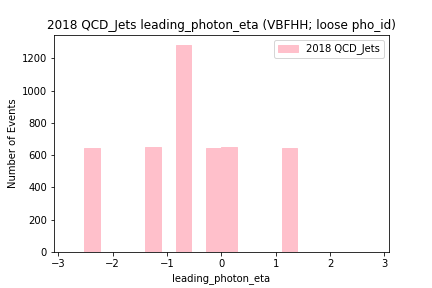 2018 QCD_Jets leading_photon_eta (VBFHH; loose pho_id)
2018 QCD_Jets
Number of Events
1200
1000
800
600
400
200
0
−3 −2 −1 0 1 2 3
leading_photon_eta